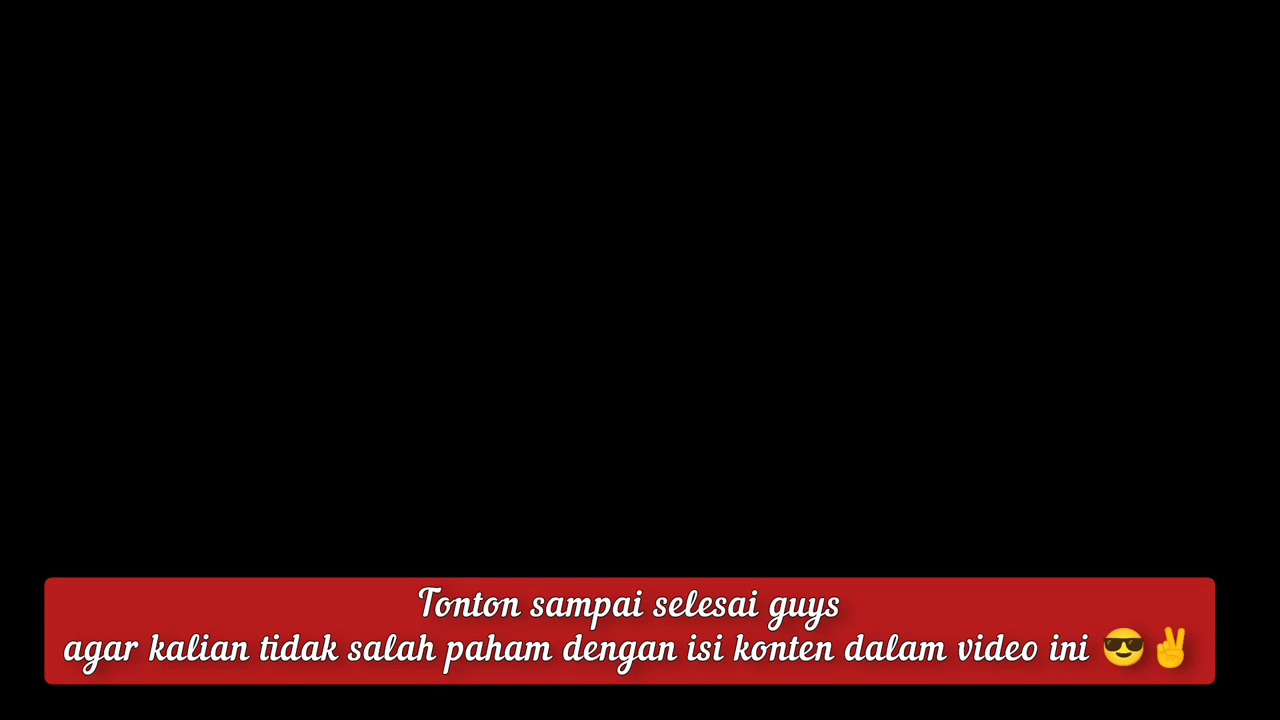 Tonton sampai selesai guys
agar kalian tidak salah paham dengan isi konten dalam video ini 😎✌